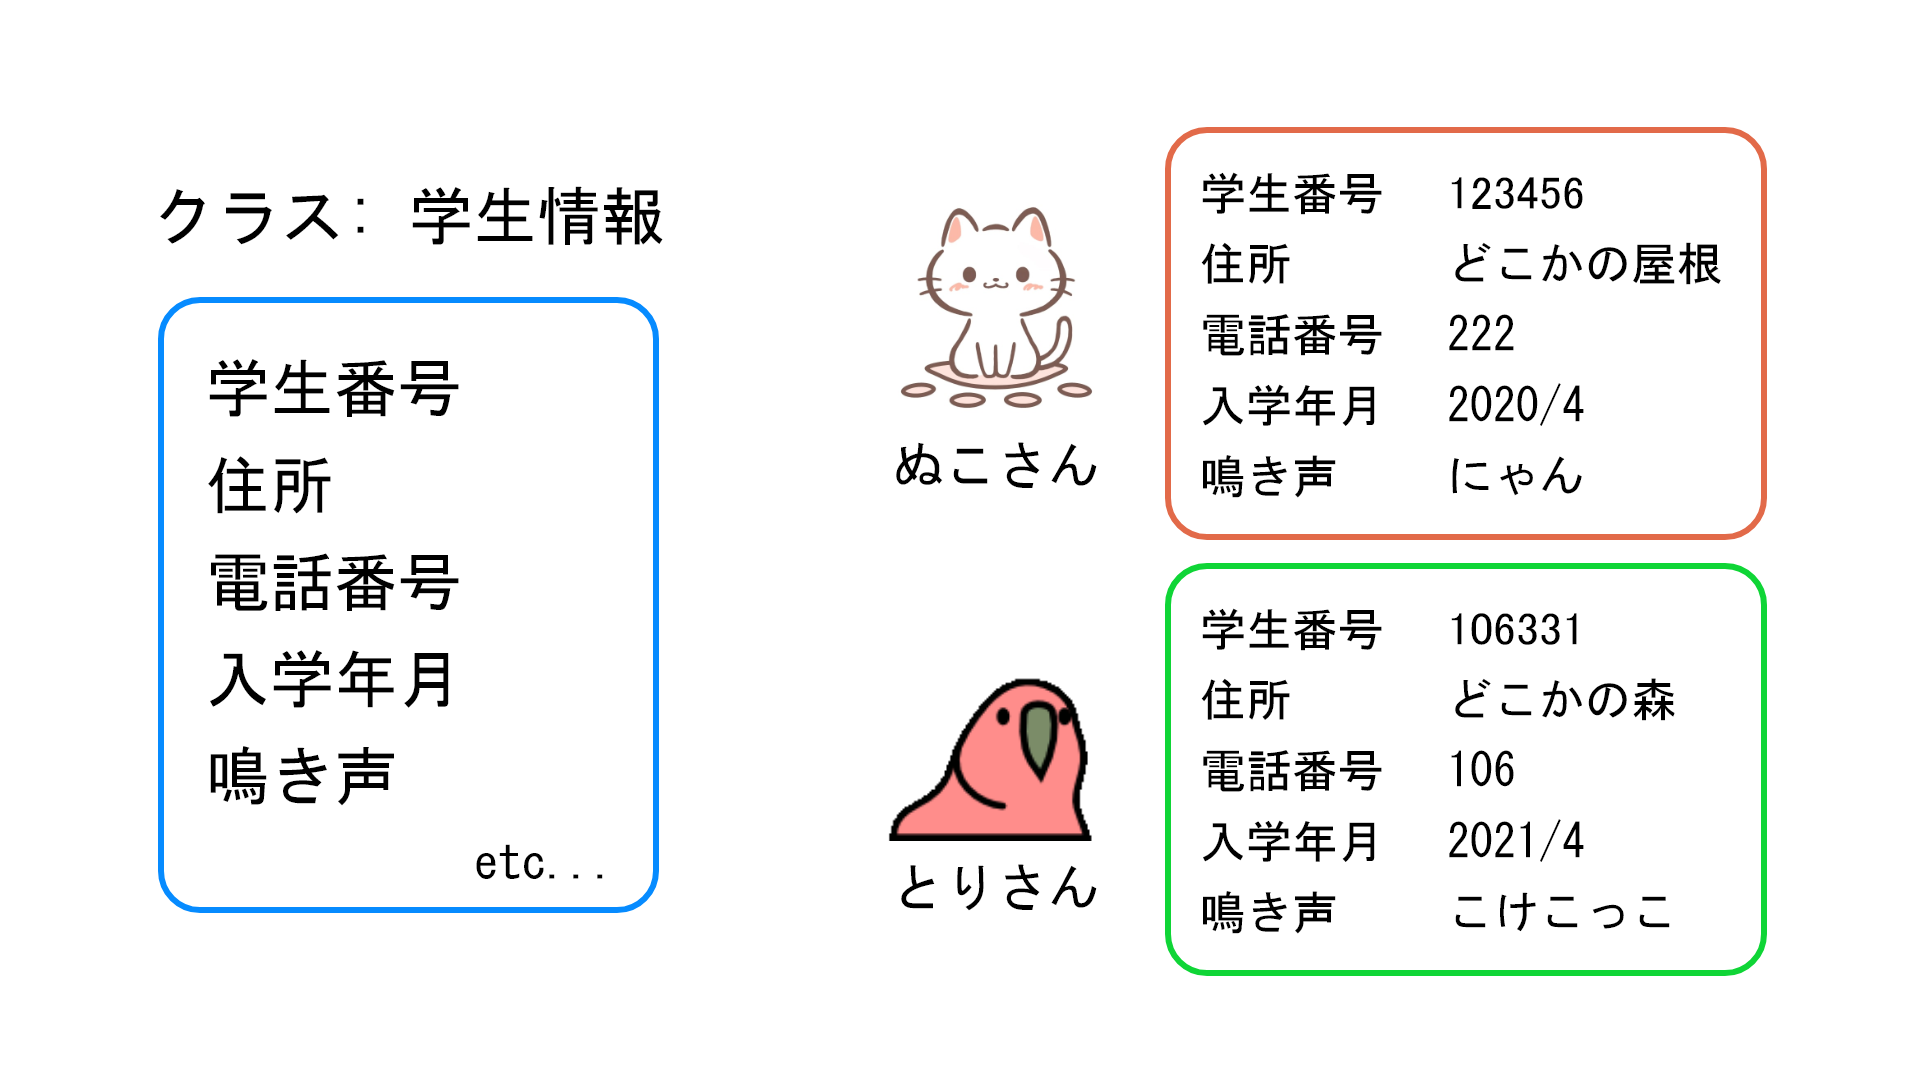 クラス: 学生情報
学生番号
住所
電話番号
入学年月
鳴き声
etc...
ぬこさん
学生番号 123456
住所 どこかの屋根
電話番号 222
入学年月 2020/4
鳴き声 にゃん
とりさん
学生番号 106331
住所 どこかの森
電話番号 106
入学年月 2021/4
鳴き声 こけこっこ